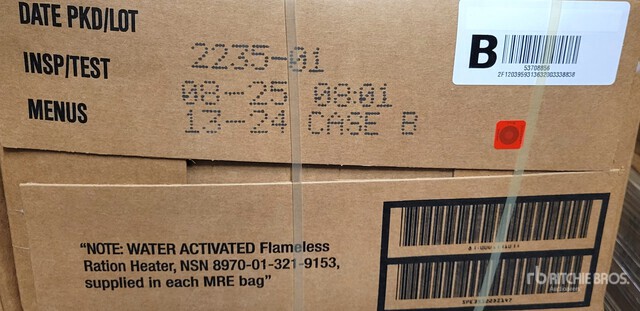 DATE PKD/LOT
2235-01
INSP/TEST
08-25 08:01
MENUS
13-24 CASE B
B
53708856
"NOTE: WATER ACTIVATED Flameless
Ration Heater, NSN 8970-01-321-9153,
supplied in each MRE bag"
RITCHIE BROS.